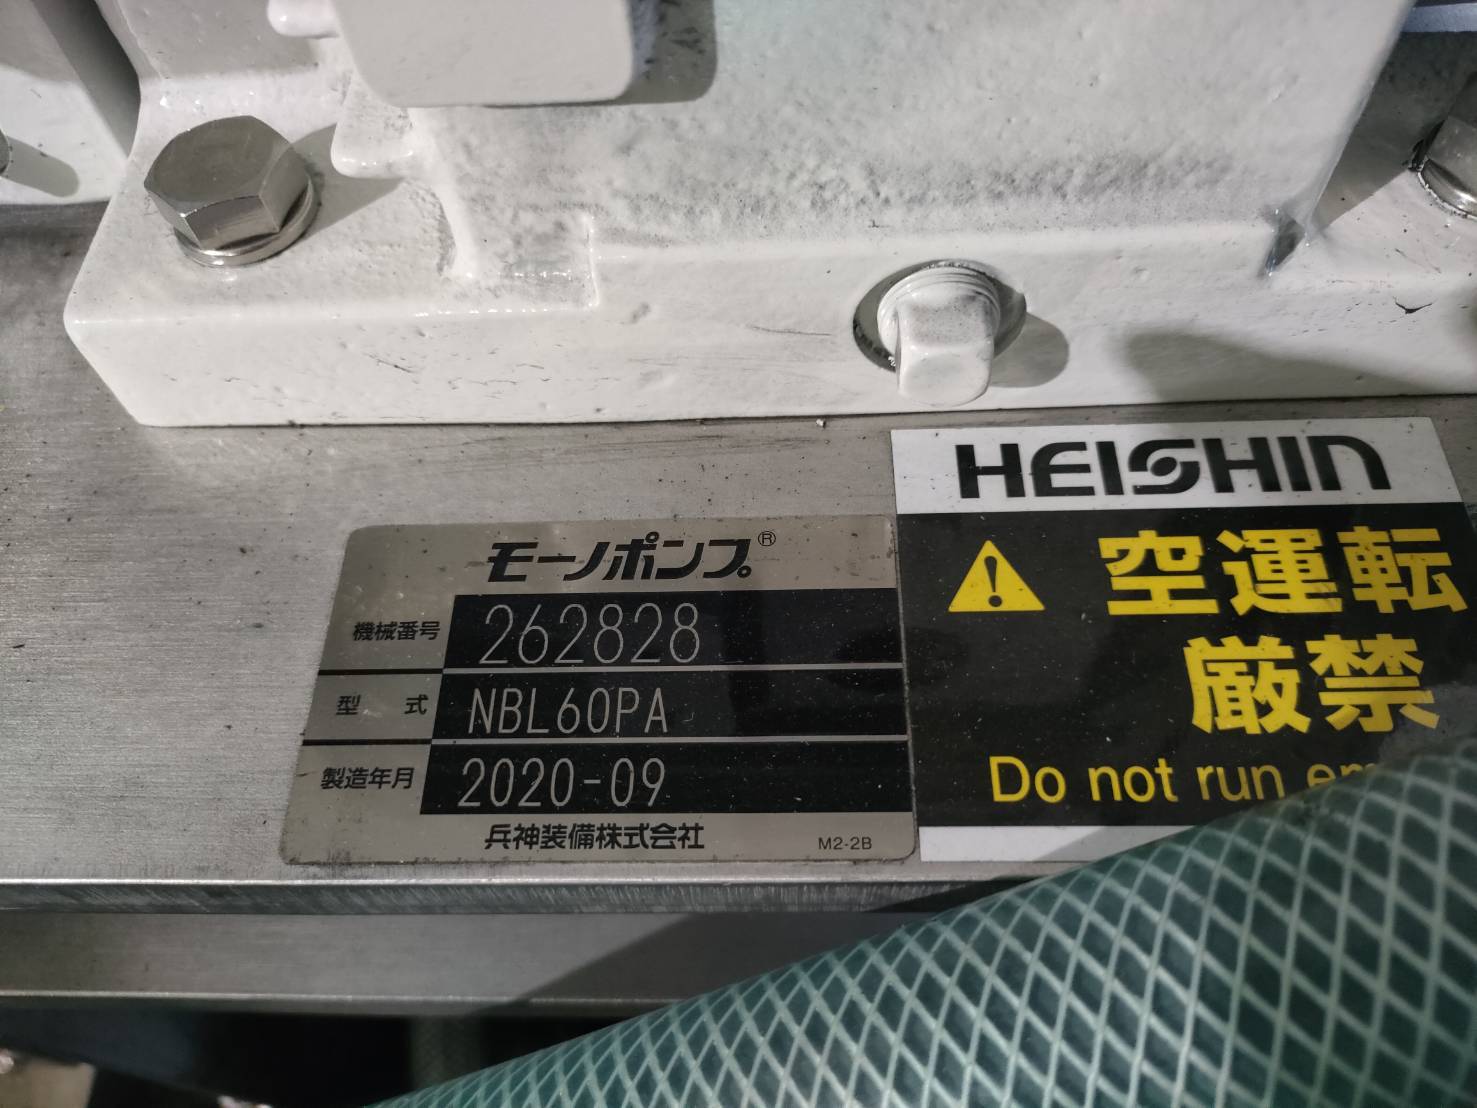 モーノポンプ®
機械番号 262828
型 式 NBL60PA
製造年月 2020-09
兵神装備株式会社 M2-2B
HEISHIN
空運転
厳禁
Do not run